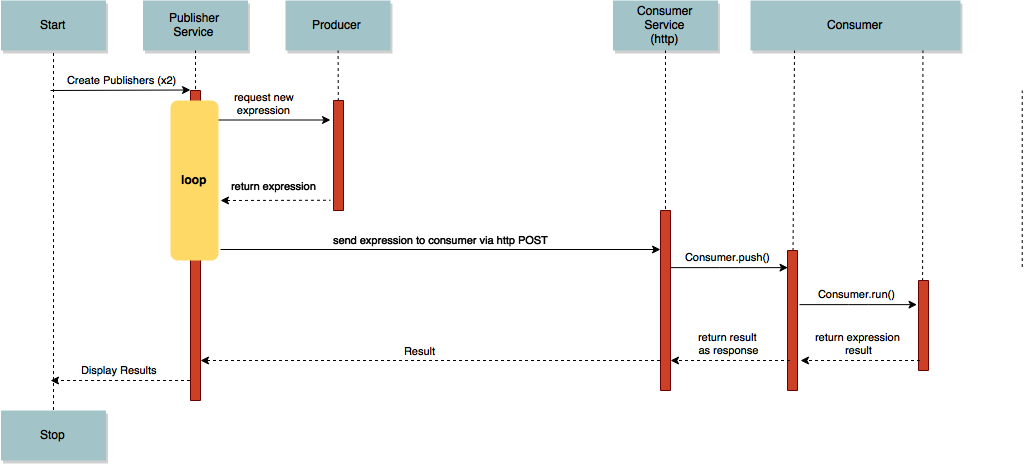 Start
Publisher
Service
Producer
Consumer
Service
(http)
Consumer
Create Publishers (x2)
request new
expression
loop
return expression
send expression to consumer via http POST
Consumer.push()
Consumer.run()
return result
as response
return expression
result
Result
Display Results
Stop